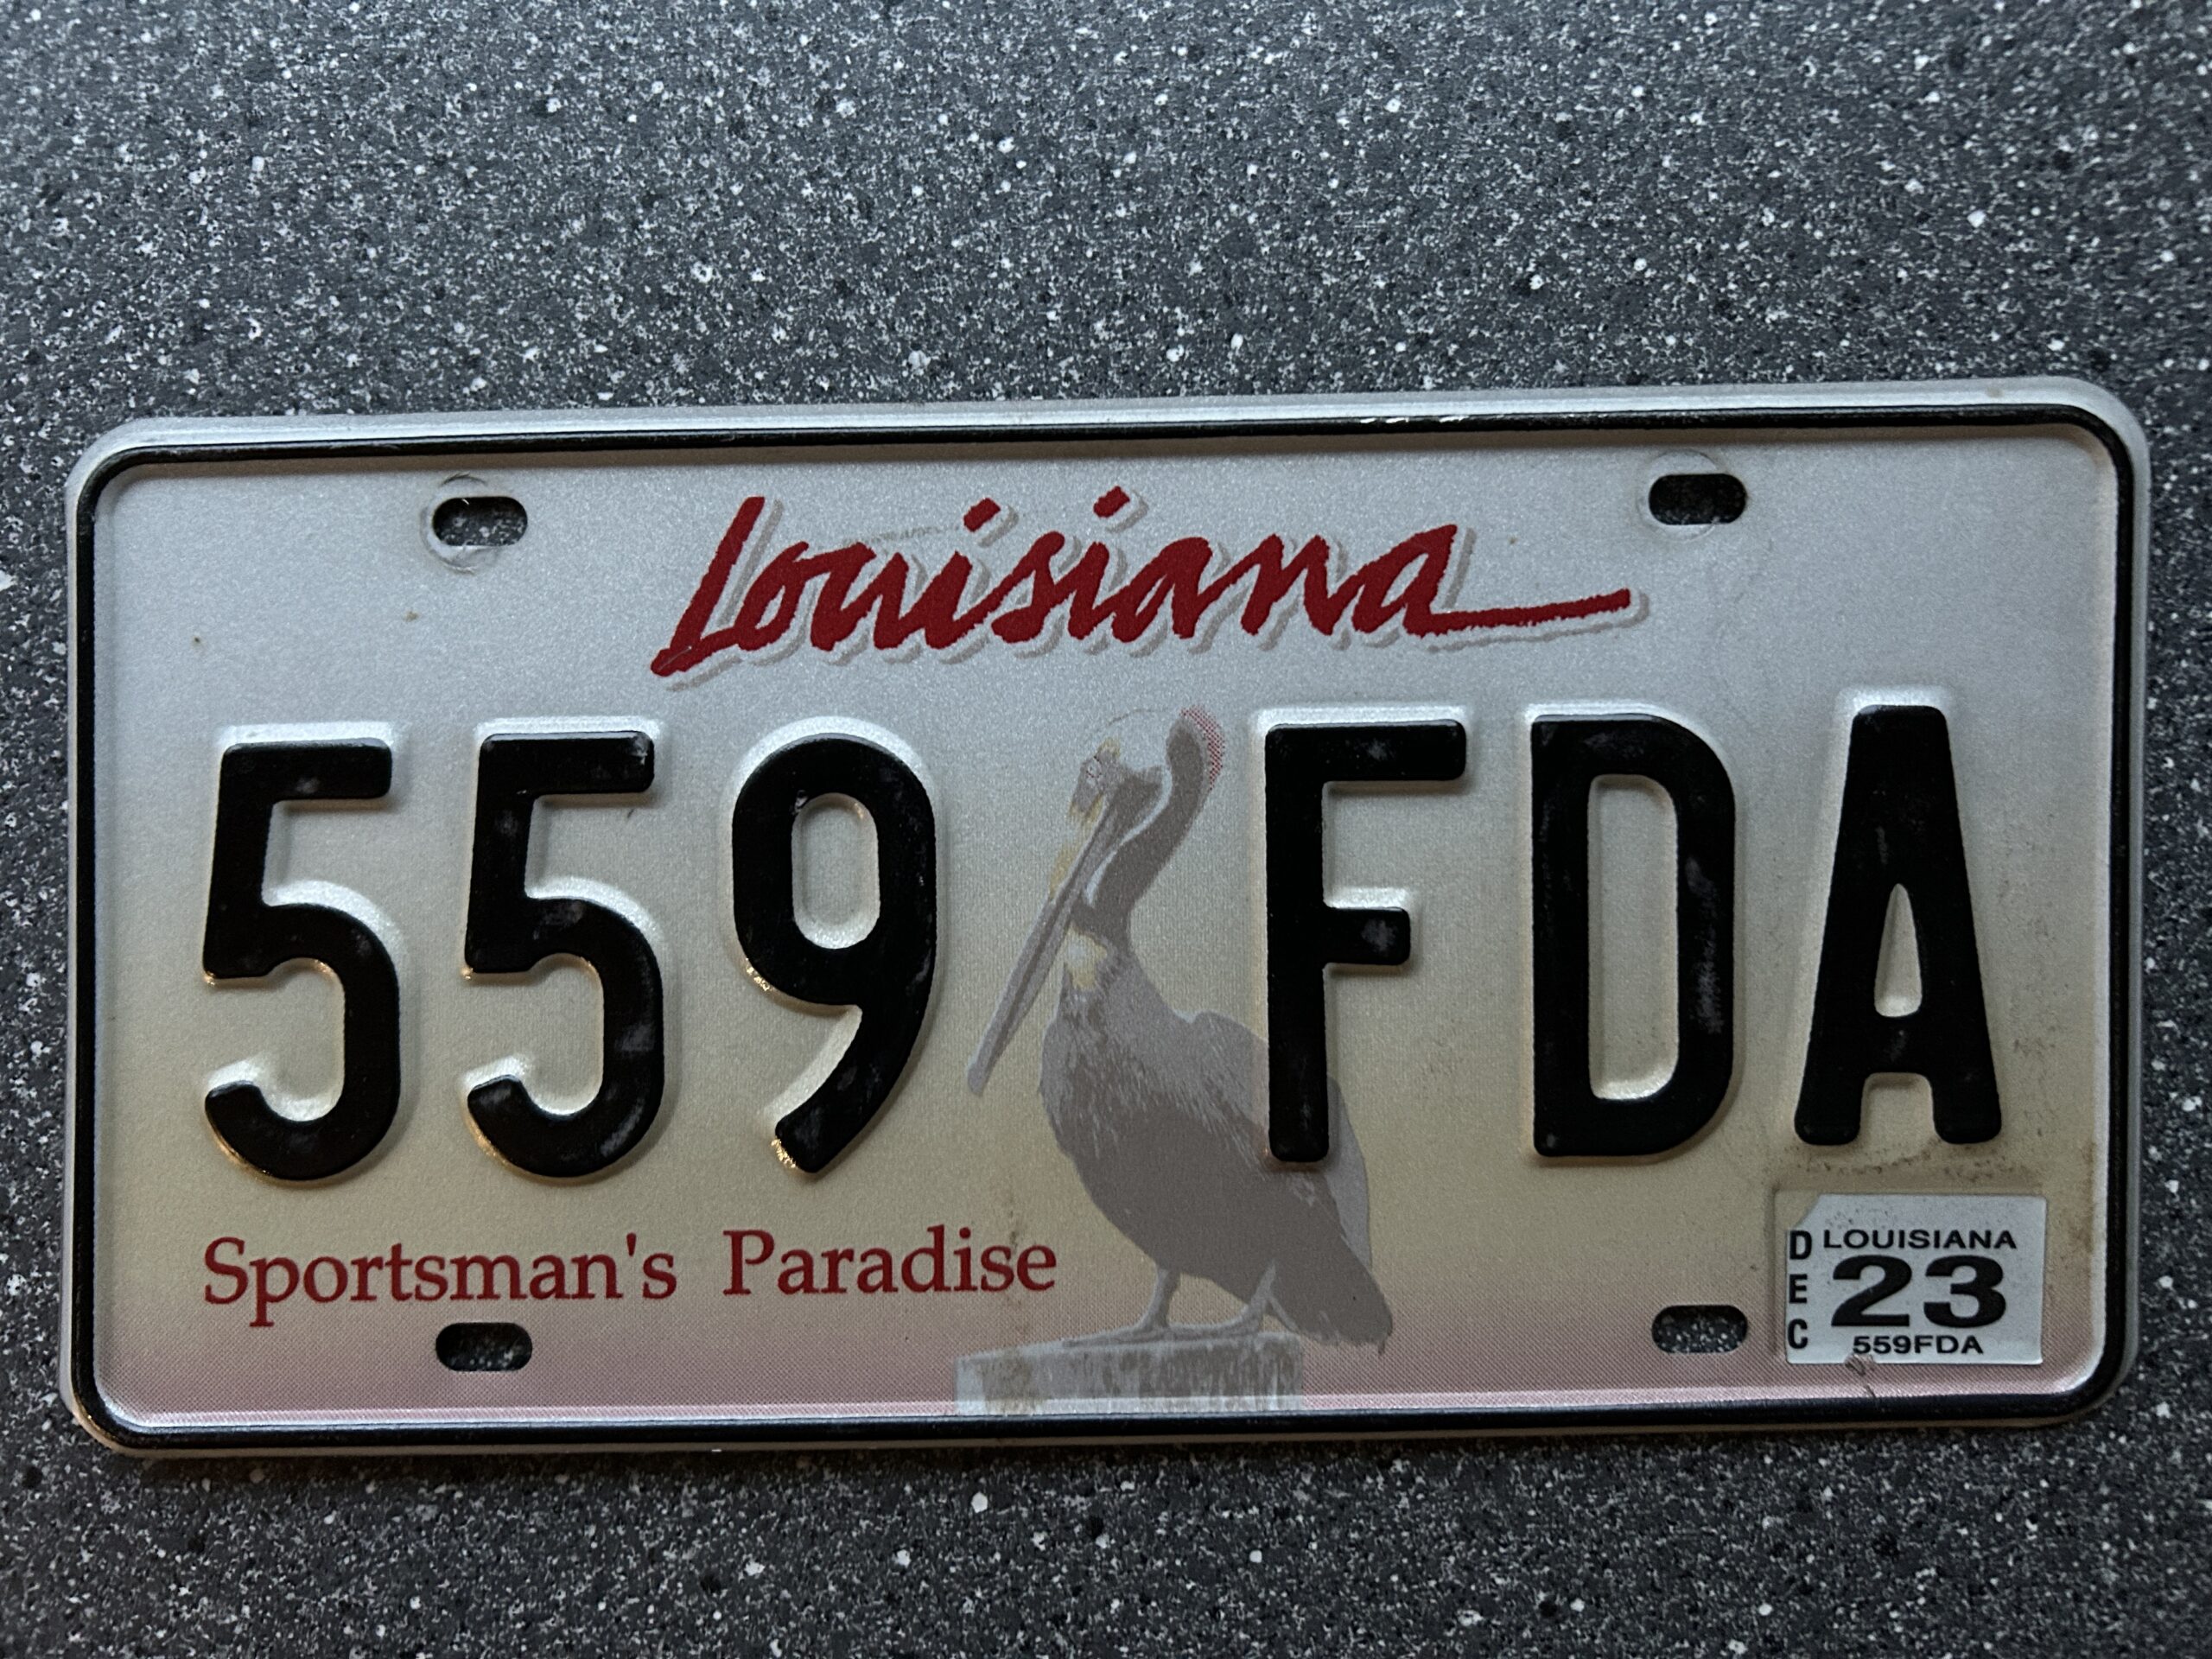 Louisiana
559 FDA
Sportsman's Paradise
DEC
LOUISIANA
23
559FDA